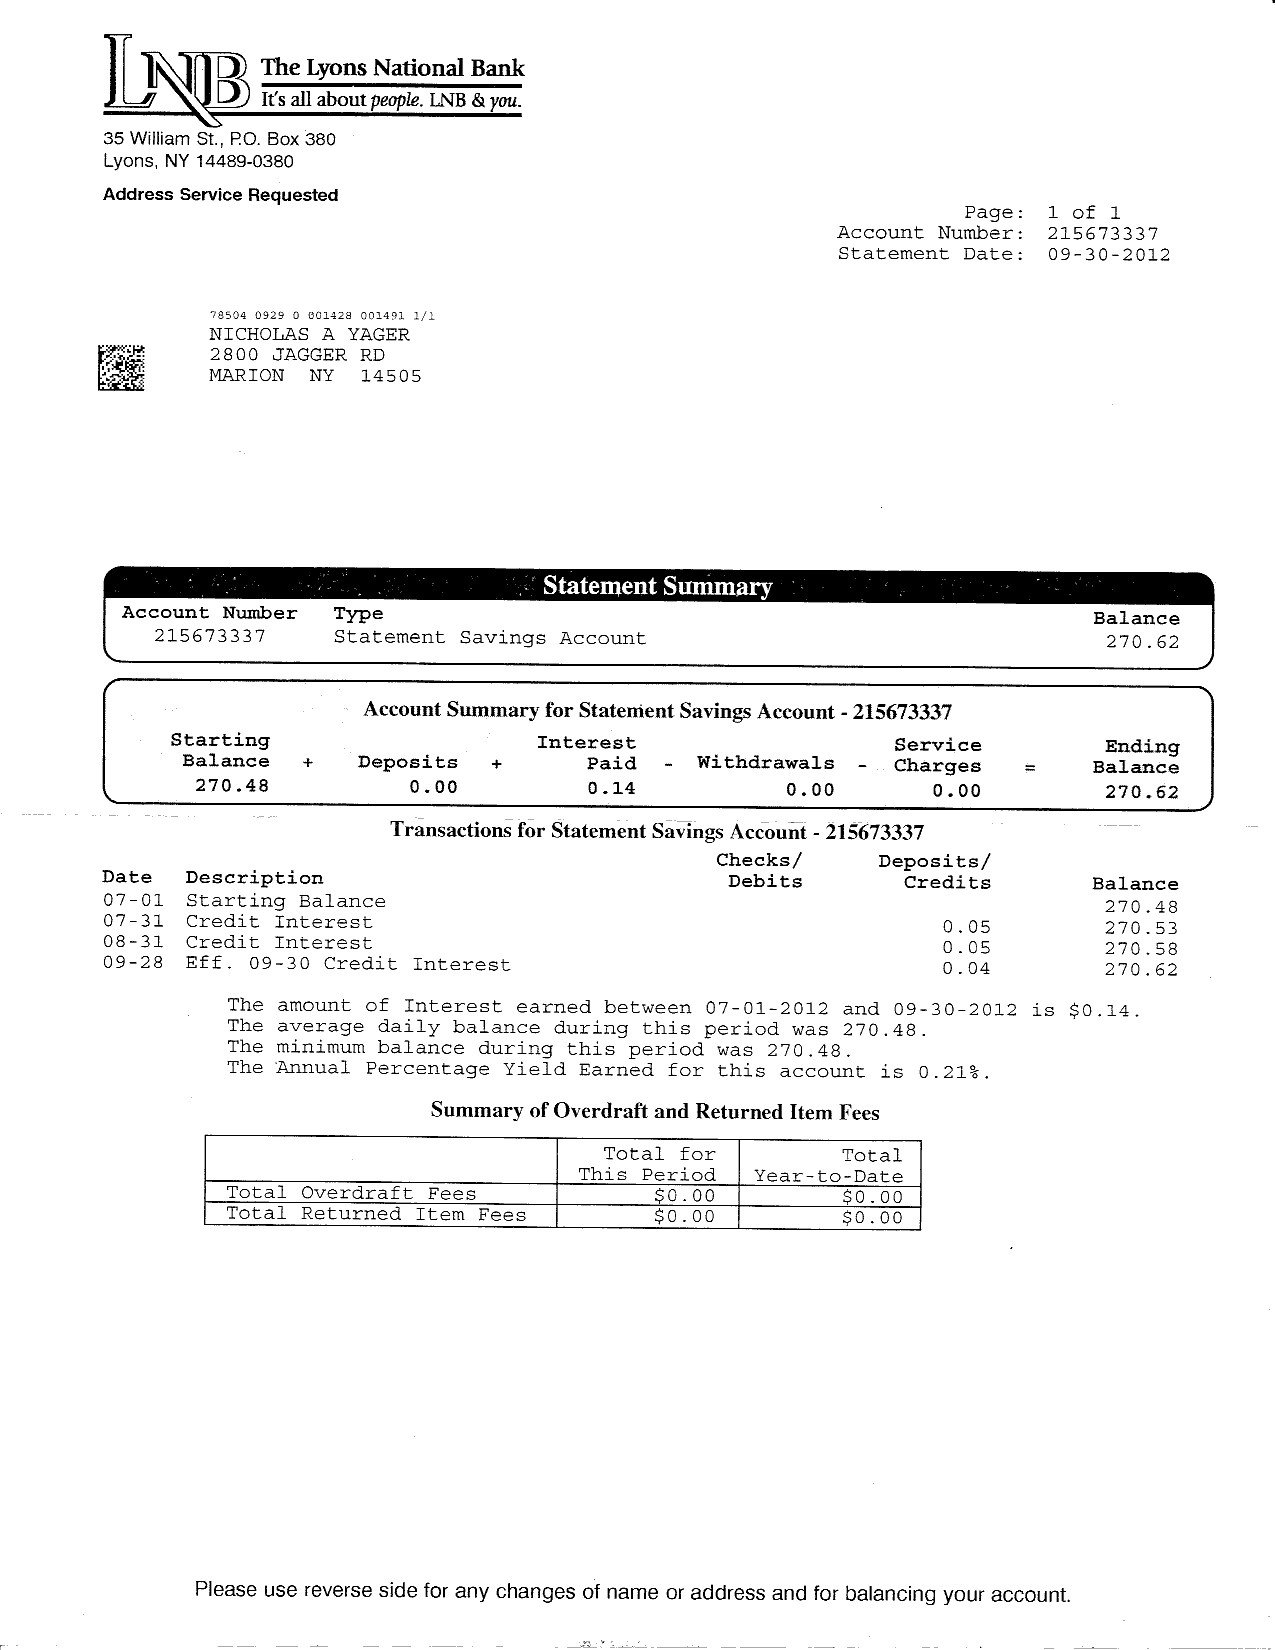 LNB The Lyons National Bank
It's all about people. LNB & you.
35 William St., P.O. Box 380
Lyons, NY 14489-0380
Address Service Requested
Page: 1 of 1
Account Number: 215673337
Statement Date: 09-30-2012
78504 0929 0 001428 001491 1/1
NICHOLAS A YAGER
2800 JAGGER RD
MARION NY 14505
Statement Summary
Account Number Type Balance
215673337 Statement Savings Account 270.62
Account Summary for Statement Savings Account - 215673337
Starting Interest Service Ending
Balance + Deposits + Paid - Withdrawals - Charges = Balance
270.48 0.00 0.14 0.00 0.00 270.62
Transactions for Statement Savings Account - 215673337
Checks/ Deposits/
Date Description Debits Credits Balance
07-01 Starting Balance 270.48
07-31 Credit Interest 0.05 270.53
08-31 Credit Interest 0.05 270.58
09-28 Eff. 09-30 Credit Interest 0.04 270.62
The amount of Interest earned between 07-01-2012 and 09-30-2012 is $0.14.
The average daily balance during this period was 270.48.
The minimum balance during this period was 270.48.
The Annual Percentage Yield Earned for this account is 0.21%.
Summary of Overdraft and Returned Item Fees
Total for Total
This Period Year-to-Date
Total Overdraft Fees $0.00 $0.00
Total Returned Item Fees $0.00 $0.00
Please use reverse side for any changes of name or address and for balancing your account.